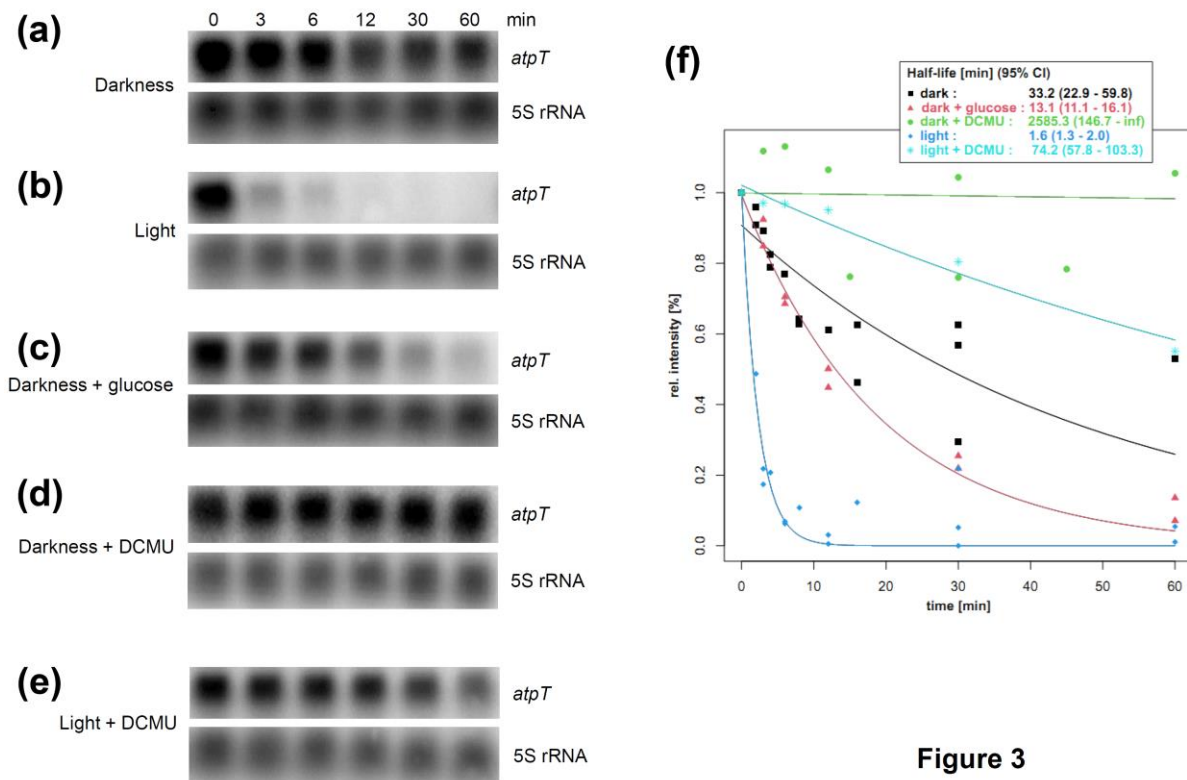 (a)
0 3 6 12 30 60 min
Darkness
atpT
5S rRNA
(b)
Light
atpT
5S rRNA
(c)
Darkness + glucose
atpT
5S rRNA
(d)
Darkness + DCMU
atpT
5S rRNA
(e)
Light + DCMU
atpT
5S rRNA
(f)
Half-life [min] (95% CI)
dark : 33.2 (22.9 - 59.8)
dark + glucose : 13.1 (11.1 - 16.1)
dark + DCMU : 2585.3 (146.7 - inf)
light : 1.6 (1.3 - 2.0)
light + DCMU : 74.2 (57.8 - 103.3)
rel. intensity [%]
1.0
0.8
0.6
0.4
0.2
0.0
0 10 20 30 40 50 60
time [min]
Figure 3